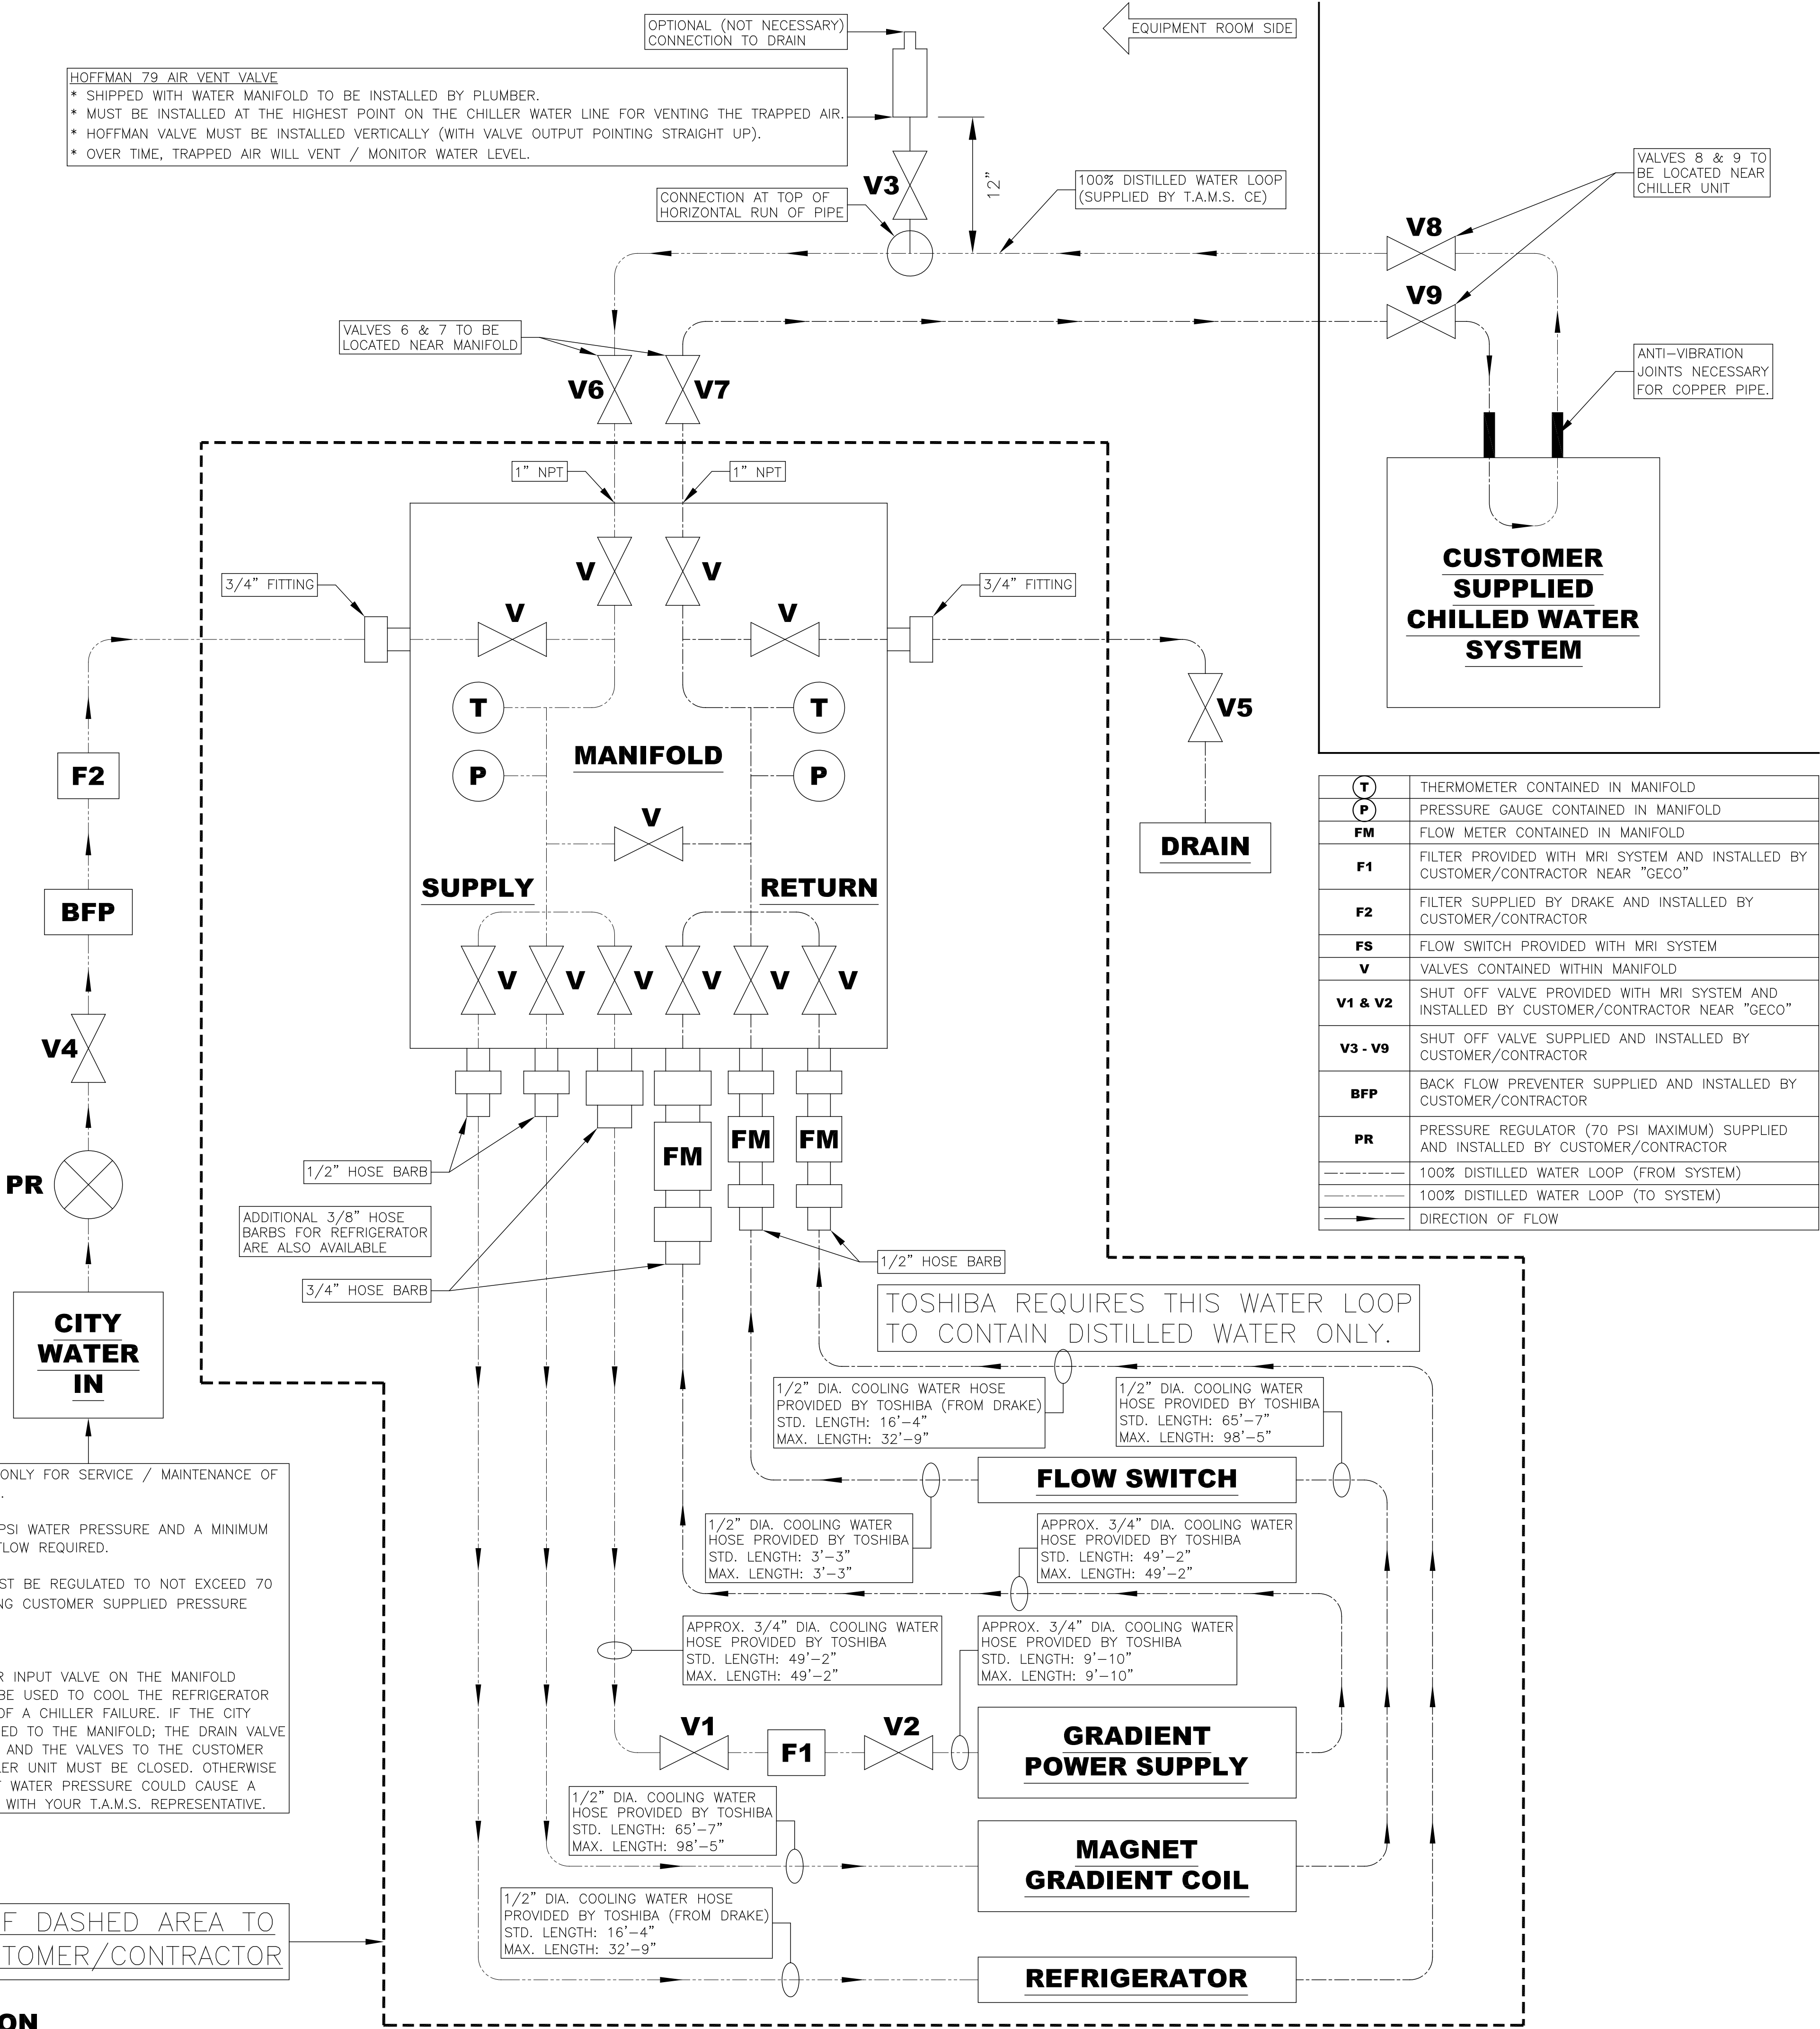 OPTIONAL (NOT NECESSARY)
CONNECTION TO DRAIN
EQUIPMENT ROOM SIDE
HOFFMAN 79 AIR VENT VALVE
* SHIPPED WITH WATER MANIFOLD TO BE INSTALLED BY PLUMBER.
* MUST BE INSTALLED AT THE HIGHEST POINT ON THE CHILLER WATER LINE FOR VENTING THE TRAPPED AIR.
* HOFFMAN VALVE MUST BE INSTALLED VERTICALLY (WITH VALVE OUTPUT POINTING STRAIGHT UP).
* OVER TIME, TRAPPED AIR WILL VENT / MONITOR WATER LEVEL.
V3
12"
CONNECTION AT TOP OF
HORIZONTAL RUN OF PIPE
100% DISTILLED WATER LOOP
(SUPPLIED BY T.A.M.S. CE)
VALVES 8 & 9 TO
BE LOCATED NEAR
CHILLER UNIT
V8
V9
VALVES 6 & 7 TO BE
LOCATED NEAR MANIFOLD
V6
V7
ANTI-VIBRATION
JOINTS NECESSARY
FOR COPPER PIPE.
1" NPT
1" NPT
CUSTOMER
SUPPLIED
CHILLED WATER
SYSTEM
3/4" FITTING
V
V
3/4" FITTING
V
V
T
T
V5
P
MANIFOLD
P
V
DRAIN
SUPPLY
RETURN
V
V
V
V
V
V
F2
BFP
V4
PR
CITY
WATER
IN
T
THERMOMETER CONTAINED IN MANIFOLD
P
PRESSURE GAUGE CONTAINED IN MANIFOLD
FM
FLOW METER CONTAINED IN MANIFOLD
F1
FILTER PROVIDED WITH MRI SYSTEM AND INSTALLED BY
CUSTOMER/CONTRACTOR NEAR "GECO"
F2
FILTER SUPPLIED BY DRAKE AND INSTALLED BY
CUSTOMER/CONTRACTOR
FS
FLOW SWITCH PROVIDED WITH MRI SYSTEM
V
VALVES CONTAINED WITHIN MANIFOLD
V1 & V2
SHUT OFF VALVE PROVIDED WITH MRI SYSTEM AND
INSTALLED BY CUSTOMER/CONTRACTOR NEAR "GECO"
V3 - V9
SHUT OFF VALVE SUPPLIED AND INSTALLED BY
CUSTOMER/CONTRACTOR
BFP
BACK FLOW PREVENTER SUPPLIED AND INSTALLED BY
CUSTOMER/CONTRACTOR
PR
PRESSURE REGULATOR (70 PSI MAXIMUM) SUPPLIED
AND INSTALLED BY CUSTOMER/CONTRACTOR
100% DISTILLED WATER LOOP (FROM SYSTEM)
100% DISTILLED WATER LOOP (TO SYSTEM)
DIRECTION OF FLOW
FM
FM
FM
1/2" HOSE BARB
ADDITIONAL 3/8" HOSE
BARBS FOR REFRIGERATOR
ARE ALSO AVAILABLE
3/4" HOSE BARB
1/2" HOSE BARB
TOSHIBA REQUIRES THIS WATER LOOP
TO CONTAIN DISTILLED WATER ONLY.
1/2" DIA. COOLING WATER HOSE
PROVIDED BY TOSHIBA (FROM DRAKE)
STD. LENGTH: 16'-4"
MAX. LENGTH: 32'-9"
1/2" DIA. COOLING WATER
HOSE PROVIDED BY TOSHIBA
STD. LENGTH: 65'-7"
MAX. LENGTH: 98'-5"
FLOW SWITCH
1/2" DIA. COOLING WATER
HOSE PROVIDED BY TOSHIBA
STD. LENGTH: 3'-3"
MAX. LENGTH: 3'-3"
APPROX. 3/4" DIA. COOLING WATER
HOSE PROVIDED BY TOSHIBA
STD. LENGTH: 49'-2"
MAX. LENGTH: 49'-2"
APPROX. 3/4" DIA. COOLING WATER
HOSE PROVIDED BY TOSHIBA
STD. LENGTH: 49'-2"
MAX. LENGTH: 49'-2"
APPROX. 3/4" DIA. COOLING WATER
HOSE PROVIDED BY TOSHIBA
STD. LENGTH: 9'-10"
MAX. LENGTH: 9'-10"
V1
F1
V2
GRADIENT
POWER SUPPLY
1/2" DIA. COOLING WATER
HOSE PROVIDED BY TOSHIBA
STD. LENGTH: 65'-7"
MAX. LENGTH: 98'-5"
MAGNET
GRADIENT COIL
1/2" DIA. COOLING WATER HOSE
PROVIDED BY TOSHIBA (FROM DRAKE)
STD. LENGTH: 16'-4"
MAX. LENGTH: 32'-9"
REFRIGERATOR
ONLY FOR SERVICE / MAINTENANCE OF
PSI WATER PRESSURE AND A MINIMUM
FLOW REQUIRED.
ST BE REGULATED TO NOT EXCEED 70
NG CUSTOMER SUPPLIED PRESSURE
R INPUT VALVE ON THE MANIFOLD
BE USED TO COOL THE REFRIGERATOR
OF A CHILLER FAILURE. IF THE CITY
ED TO THE MANIFOLD; THE DRAIN VALVE
AND THE VALVES TO THE CUSTOMER
LER UNIT MUST BE CLOSED. OTHERWISE
T WATER PRESSURE COULD CAUSE A
WITH YOUR T.A.M.S. REPRESENTATIVE.
F DASHED AREA TO
TOMER/CONTRACTOR
ON